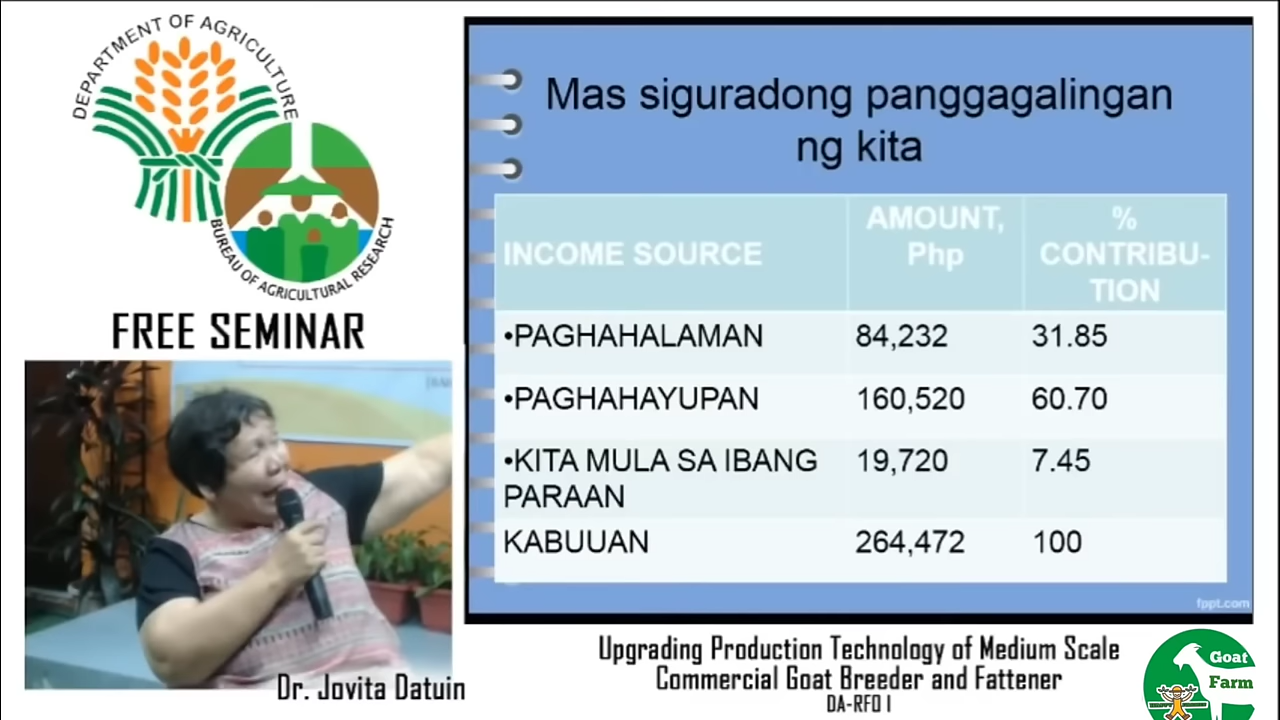 DEPARTMENT OF AGRICULTURE
BUREAU OF AGRICULTURAL RESEARCH
FREE SEMINAR
Dr. Jovita Datuin
Mas siguradong panggagalingan
ng kita
INCOME SOURCE
AMOUNT,
Php
%
CONTRIBU-
TION
•PAGHAHALAMAN 84,232 31.85
•PAGHAHAYUPAN 160,520 60.70
•KITA MULA SA IBANG 19,720 7.45
PARAAN
KABUUAN 264,472 100
fppt.com
Upgrading Production Technology of Medium Scale
Commercial Goat Breeder and Fattener
DA-RFO I
Goat
Farm